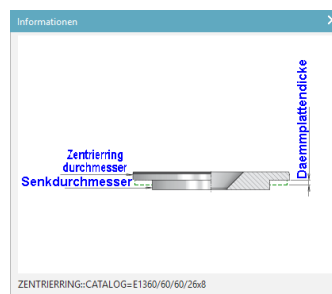 Informationen
Daemmplattendicke
Zentrierring
durchmesser
Senkdurchmesser
ZENTRIERRING::CATALOG=E1360/60/60/26x8